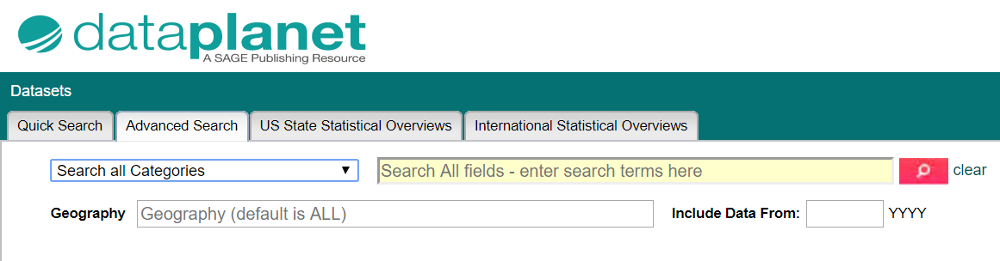 dataplanet
A SAGE Publishing Resource
Datasets
Quick Search Advanced Search US State Statistical Overviews International Statistical Overviews
Search all Categories Search All fields - enter search terms here clear
Geography Geography (default is ALL) Include Data From: YYYY